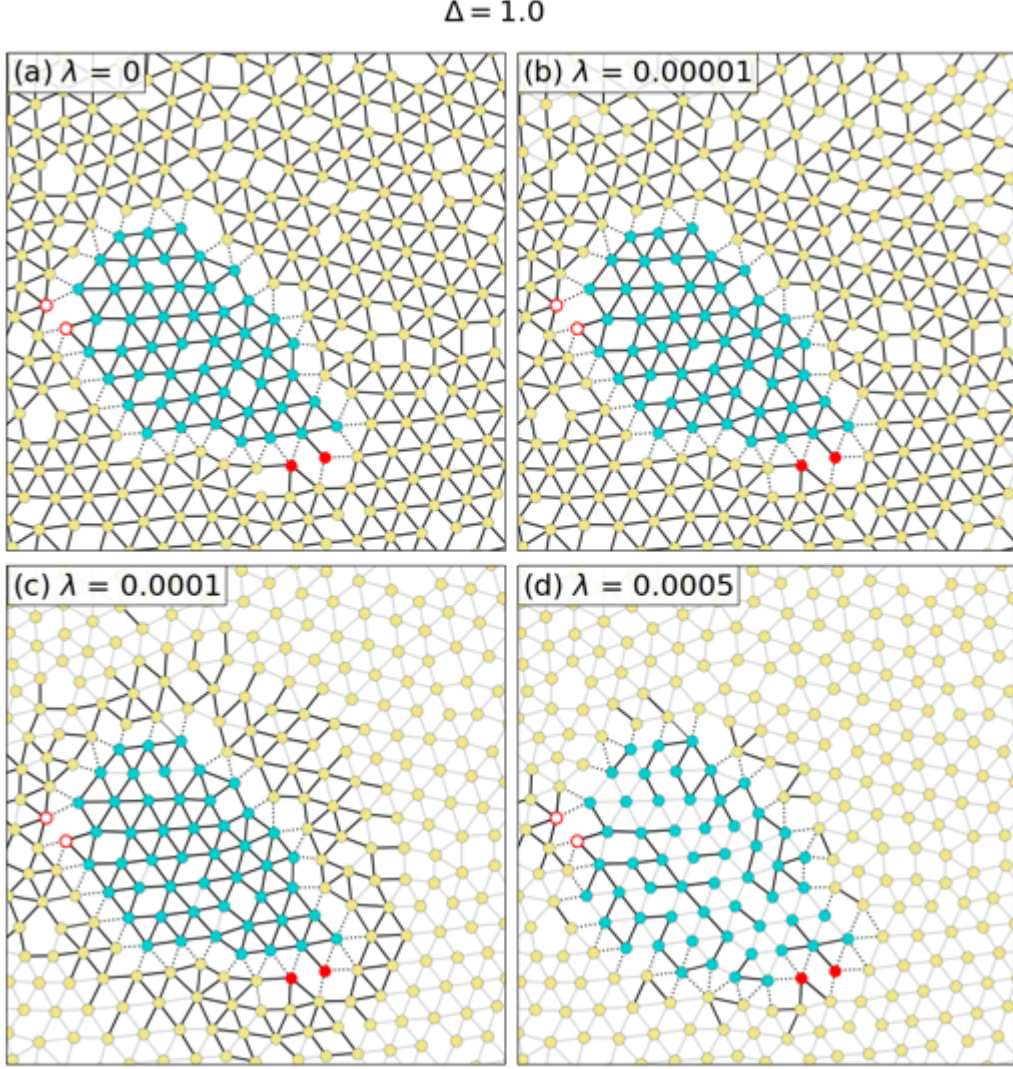 Δ = 1.0
(a) λ = 0
(b) λ = 0.00001
(c) λ = 0.0001
(d) λ = 0.0005